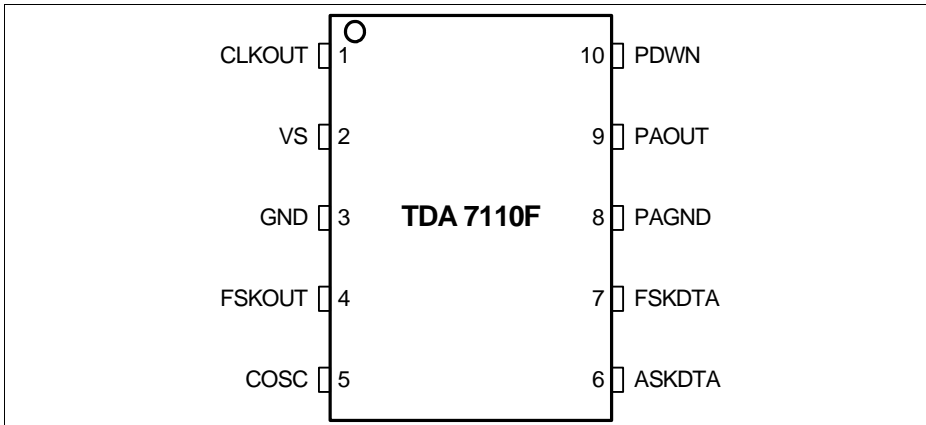 CLKOUT 1 10 PDWN
VS 2 9 PAOUT
GND 3 TDA 7110F 8 PAGND
FSKOUT 4 7 FSKDTA
COSC 5 6 ASKDTA